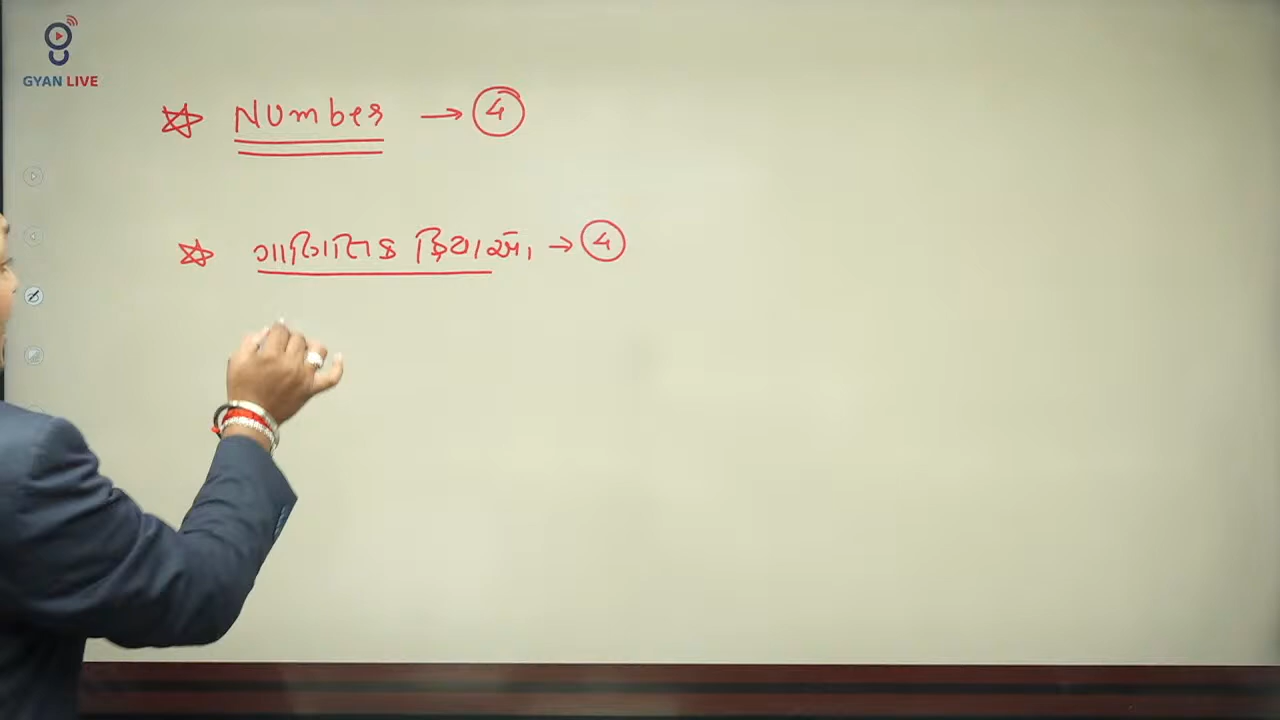 GYAN LIVE
☆ Number → ④
☆ ગાણિતિક ક્રિયાઓ → ④